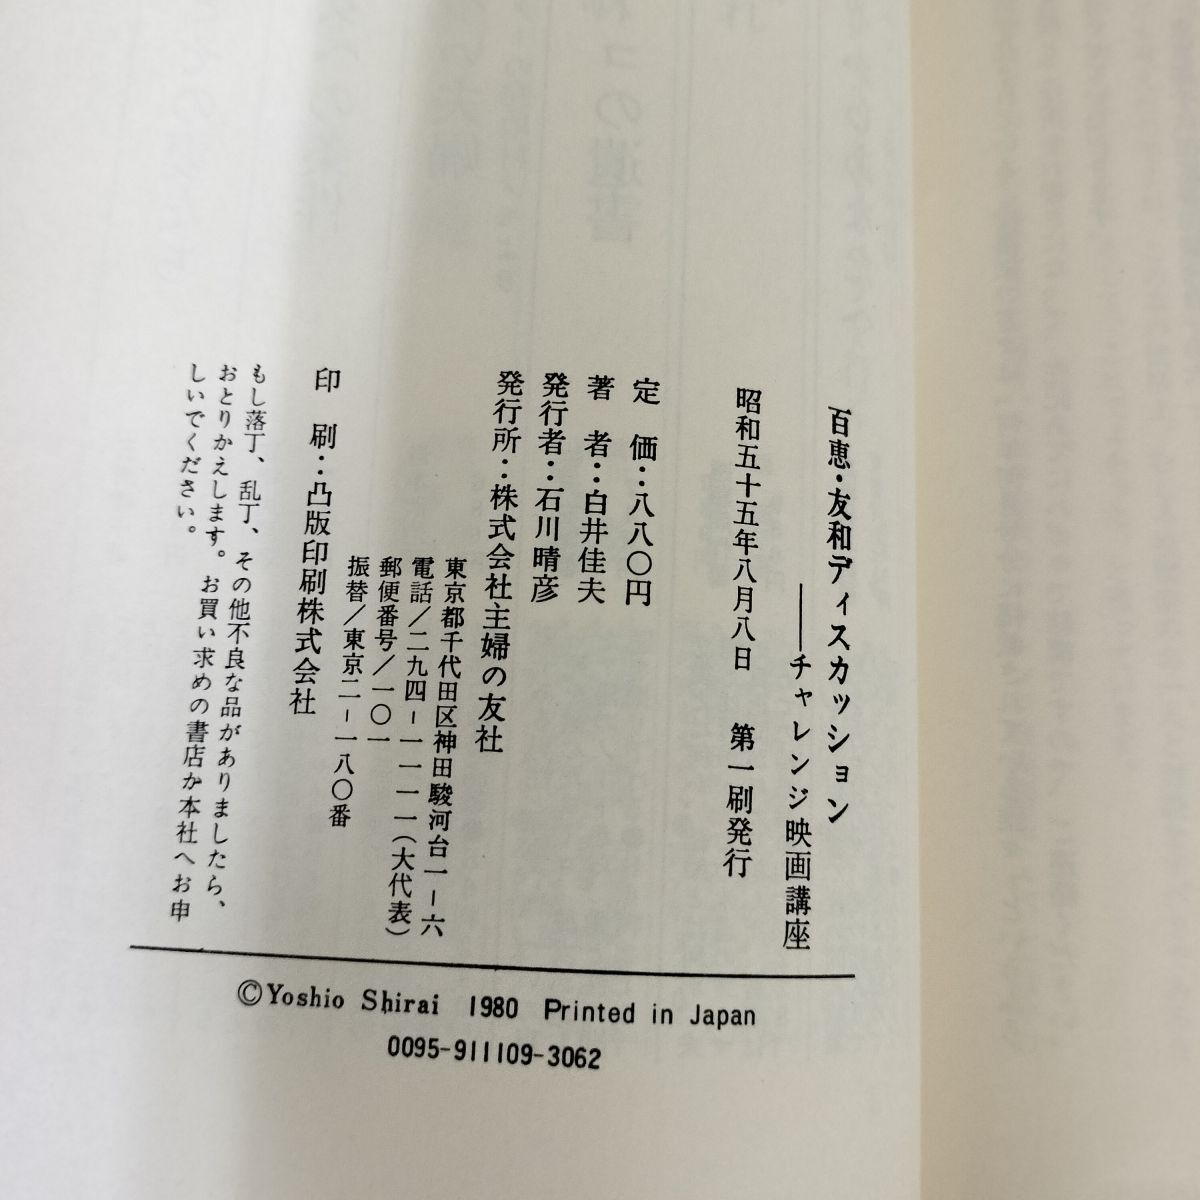 百恵・友和ディスカッション
――チャレンジ映画講座
昭和五十五年八月八日　第一刷発行
定　価：八八〇円
著　者：白井佳夫
発行者：石川晴彦
発行所：株式会社主婦の友社
東京都千代田区神田駿河台一－六
電話／二九四－一一一一（大代表）
郵便番号／一〇一
振替／東京二－一八〇番
印　刷：凸版印刷株式会社
もし落丁、乱丁、その他不良な品がありましたら、
おとりかえします。お買い求めの書店か本社へお申
しいでください。
©Yoshio Shirai 1980 Printed in Japan
0095-911109-3062